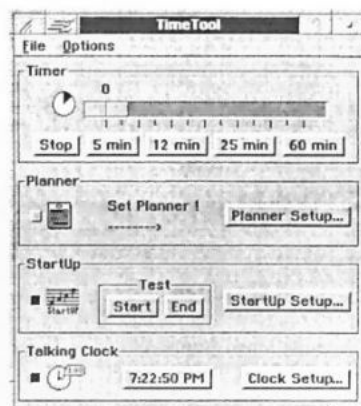 TimeTool
File Options
Timer
0
Stop 5 min 12 min 25 min 60 min
Planner
Set Planner !
------->
Planner Setup...
StartUp
StartUP
Test
Start End
StartUp Setup...
Talking Clock
7:22:50 PM
Clock Setup...